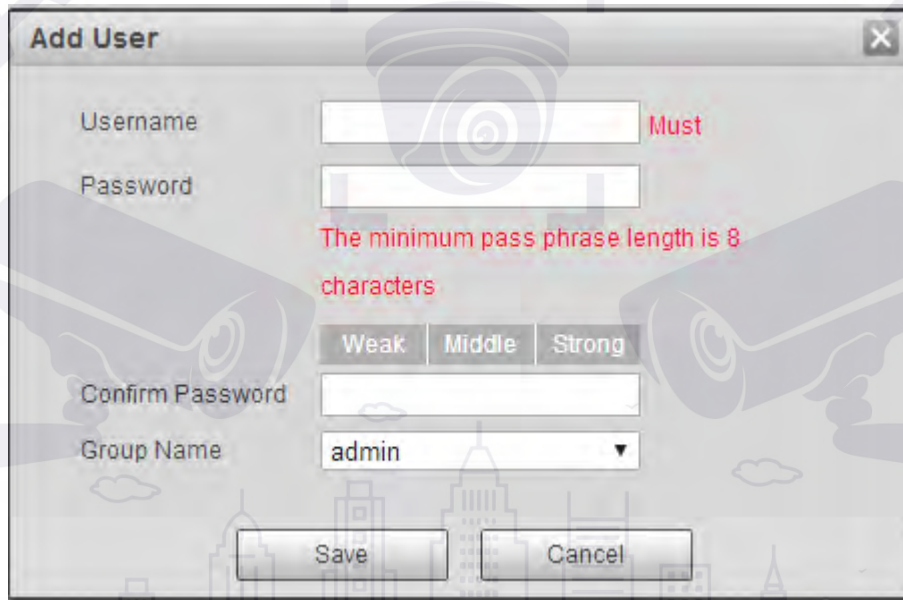 Add User
Username Must
Password
The minimum pass phrase length is 8
characters
Weak Middle Strong
Confirm Password
Group Name admin
Save Cancel